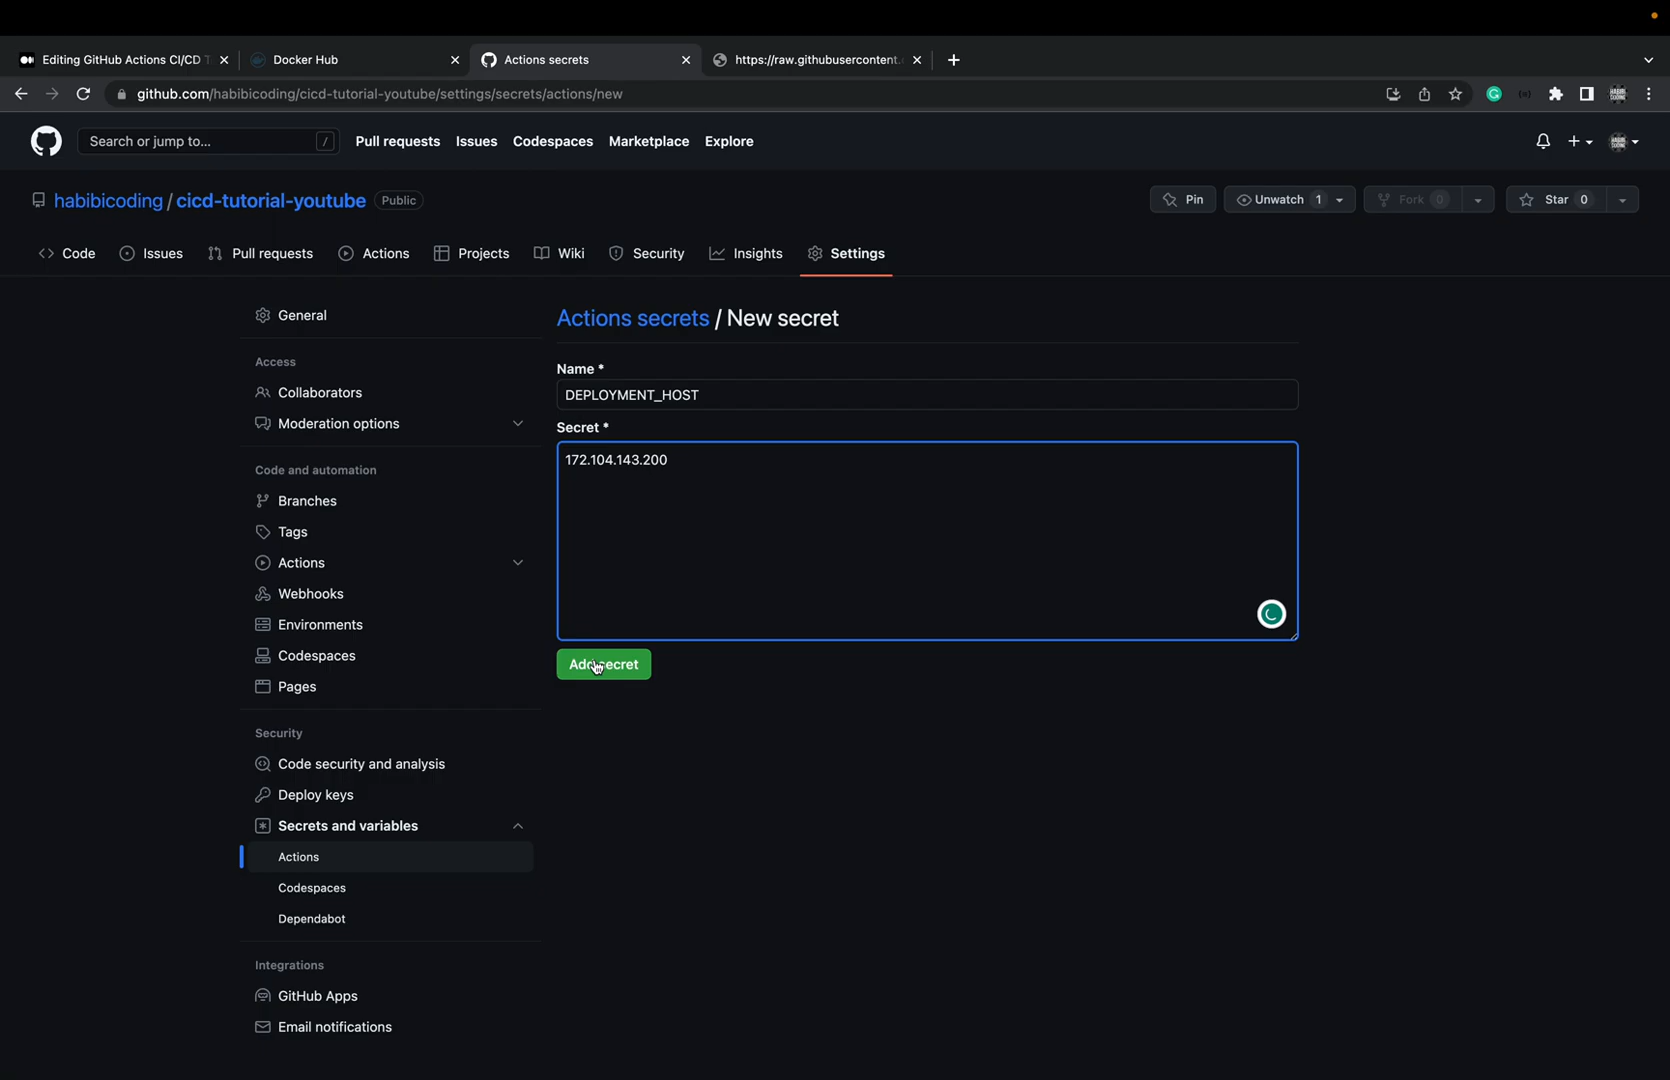 Editing GitHub Actions CI/CD T
Docker Hub
Actions secrets
https://raw.githubusercontent.
github.com/habibicoding/cicd-tutorial-youtube/settings/secrets/actions/new
Search or jump to... /
Pull requests Issues Codespaces Marketplace Explore
habibicoding / cicd-tutorial-youtube Public
Pin Unwatch 1 Fork 0 Star 0
Code Issues Pull requests Actions Projects Wiki Security Insights Settings
General
Access
Collaborators
Moderation options
Code and automation
Branches
Tags
Actions
Webhooks
Environments
Codespaces
Pages
Security
Code security and analysis
Deploy keys
Secrets and variables
Actions
Codespaces
Dependabot
Integrations
GitHub Apps
Email notifications
Actions secrets / New secret
Name *
DEPLOYMENT_HOST
Secret *
172.104.143.200
Add secret